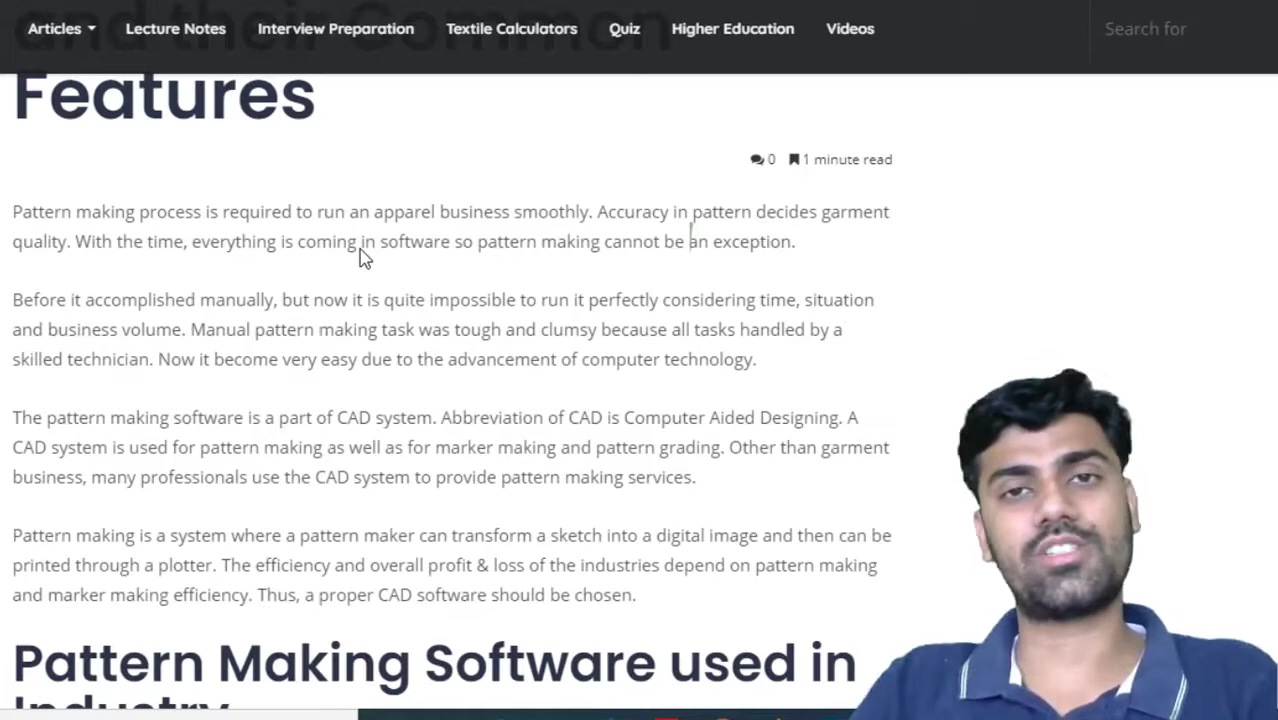 Articles
Lecture Notes
Interview Preparation
Textile Calculators
Quiz
Higher Education
Videos
Search for
and their Common
Features
0 1 minute read
Pattern making process is required to run an apparel business smoothly. Accuracy in pattern decides garment
quality. With the time, everything is coming in software so pattern making cannot be an exception.
Before it accomplished manually, but now it is quite impossible to run it perfectly considering time, situation
and business volume. Manual pattern making task was tough and clumsy because all tasks handled by a
skilled technician. Now it become very easy due to the advancement of computer technology.
The pattern making software is a part of CAD system. Abbreviation of CAD is Computer Aided Designing. A
CAD system is used for pattern making as well as for marker making and pattern grading. Other than garment
business, many professionals use the CAD system to provide pattern making services.
Pattern making is a system where a pattern maker can transform a sketch into a digital image and then can be
printed through a plotter. The efficiency and overall profit & loss of the industries depend on pattern making
and marker making efficiency. Thus, a proper CAD software should be chosen.
Pattern Making Software used in
Industry